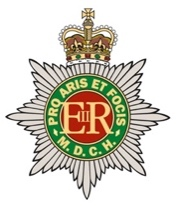 PRO ARIS ET FOCIS
EIIR
M.D.C.H.